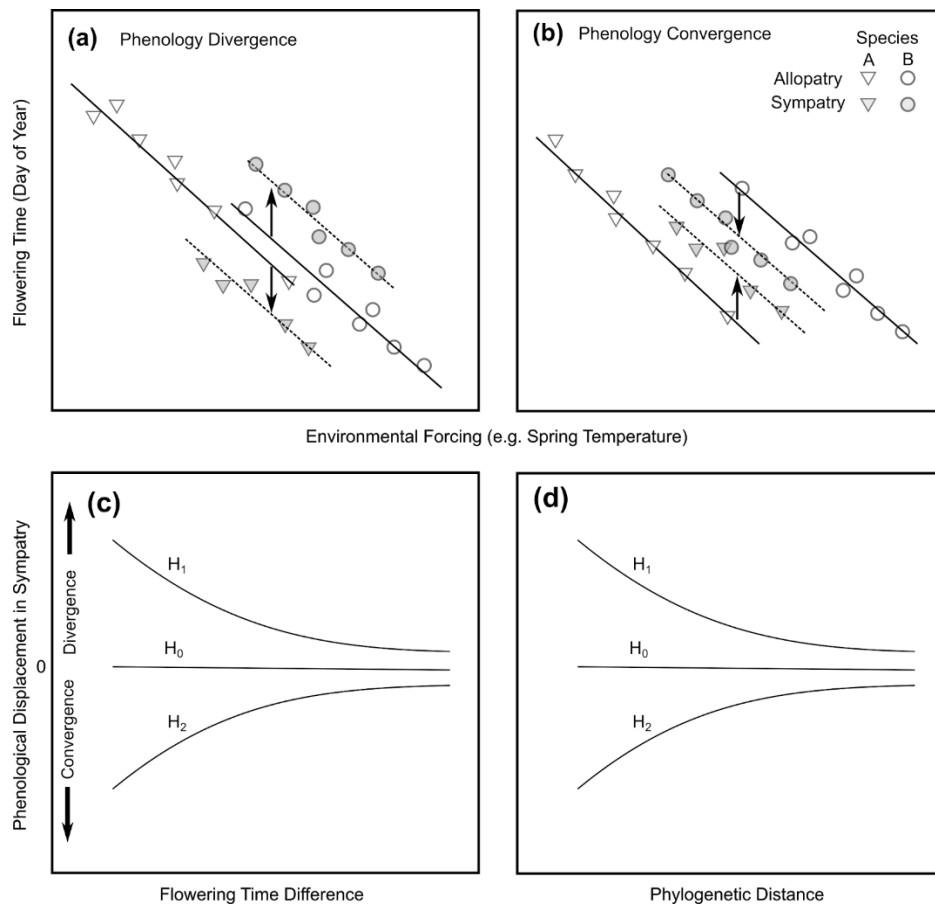 (a) Phenology Divergence
(b) Phenology Convergence
Species
A B
Allopatry
Sympatry
Flowering Time (Day of Year)
Environmental Forcing (e.g. Spring Temperature)
(c)
(d)
Phenological Displacement in Sympatry
Divergence
0
Convergence
H1
H0
H2
H1
H0
H2
Flowering Time Difference
Phylogenetic Distance